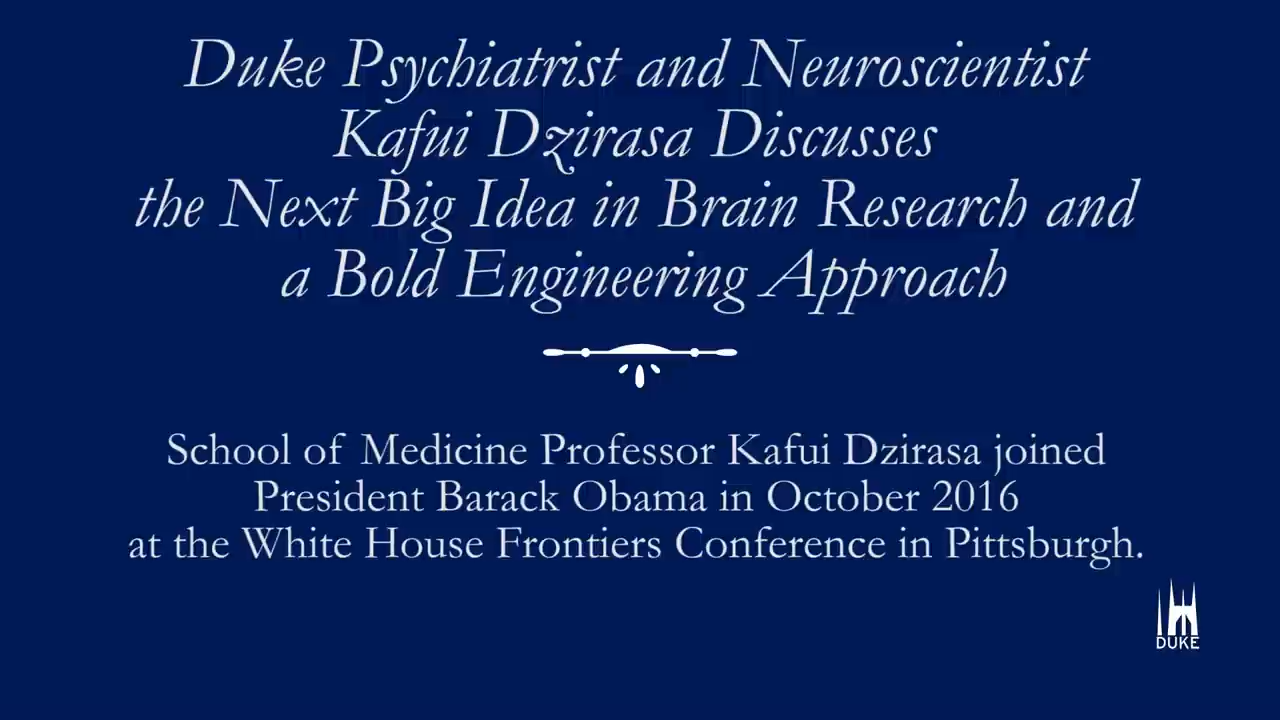 Duke Psychiatrist and Neuroscientist
Kafui Dzirasa Discusses
the Next Big Idea in Brain Research and
a Bold Engineering Approach
School of Medicine Professor Kafui Dzirasa joined
President Barack Obama in October 2016
at the White House Frontiers Conference in Pittsburgh.
DUKE